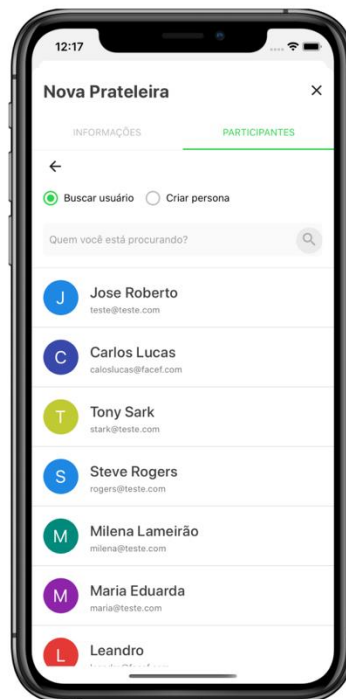 12:17
Nova Prateleira
INFORMAÇÕES PARTICIPANTES
Buscar usuário Criar persona
Quem você está procurando?
J Jose Roberto
teste@teste.com
C Carlos Lucas
caloslucas@facef.com
T Tony Sark
stark@teste.com
S Steve Rogers
rogers@teste.com
M Milena Lameirão
milena@teste.com
M Maria Eduarda
maria@teste.com
L Leandro